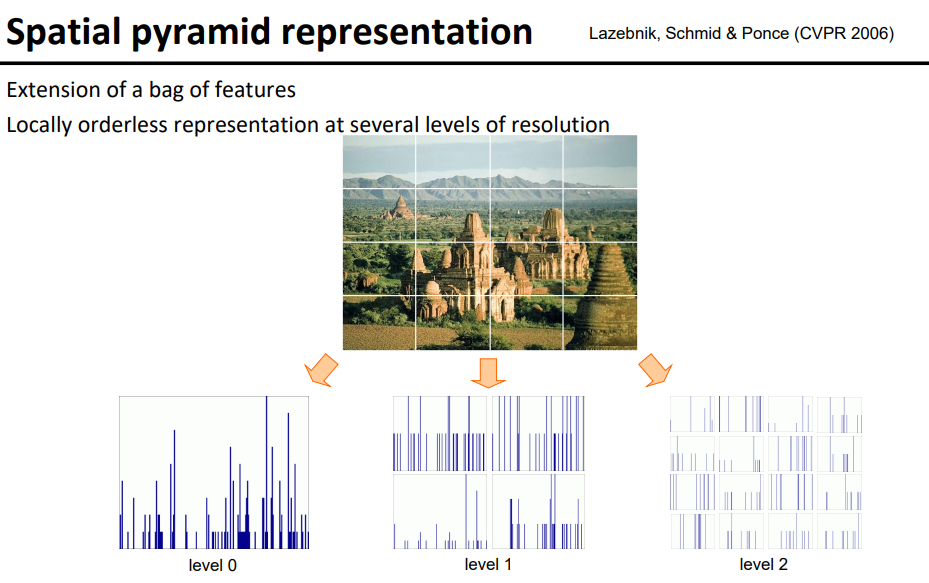 Spatial pyramid representation
Lazebnik, Schmid & Ponce (CVPR 2006)
Extension of a bag of features
Locally orderless representation at several levels of resolution
level 0
level 1
level 2